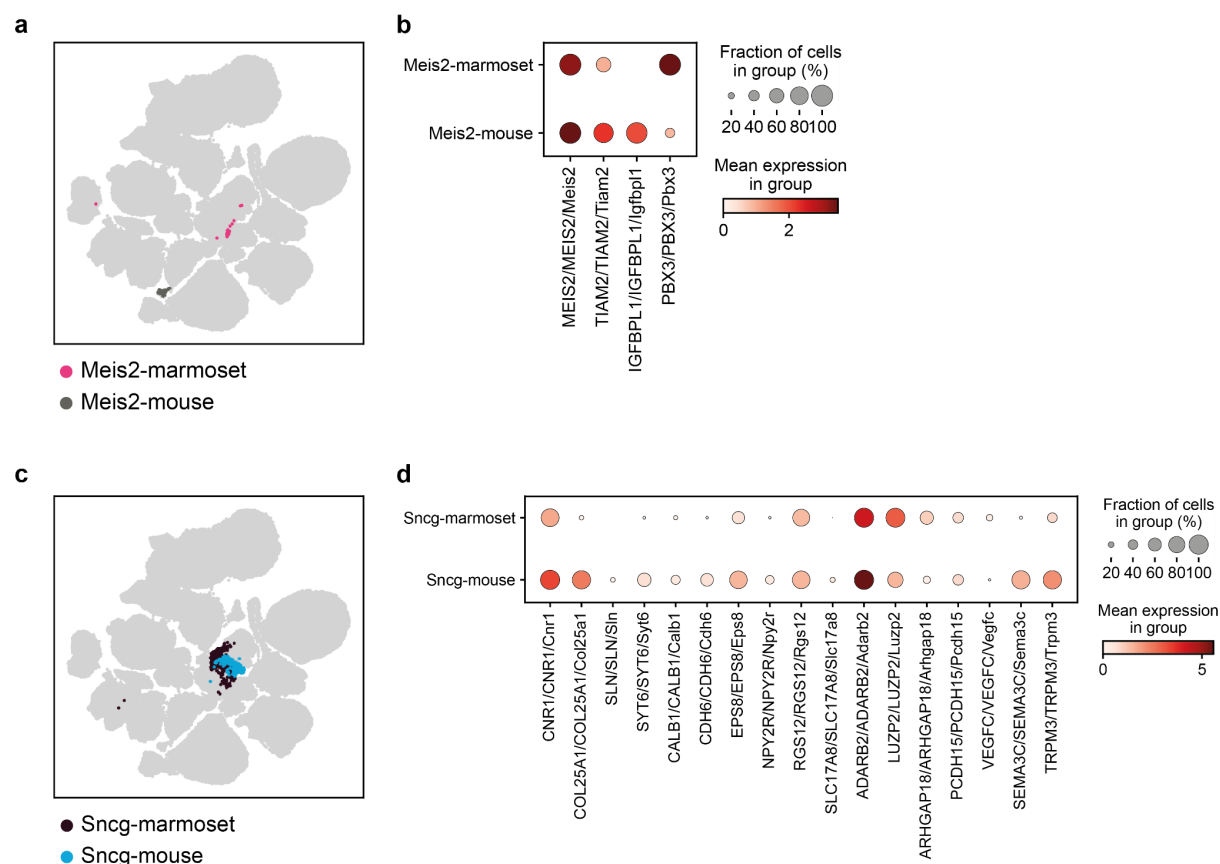 a
Meis2-marmoset
Meis2-mouse
b
Meis2-marmoset
Meis2-mouse
MEIS2/MEIS2/Meis2
TIAM2/TIAM2/Tiam2
IGFBPL1/IGFBPL1/Igfbpl1
PBX3/PBX3/Pbx3
Fraction of cells
in group (%)
20 40 60 80 100
Mean expression
in group
0 2
c
Sncg-marmoset
Sncg-mouse
d
Sncg-marmoset
Sncg-mouse
CNR1/CNR1/Cnr1
COL25A1/COL25A1/Col25a1
SLN/SLN/Sln
SYT6/SYT6/Syt6
CALB1/CALB1/Calb1
CDH6/CDH6/Cdh6
EPS8/EPS8/Eps8
NPY2R/NPY2R/Npy2r
RGS12/RGS12/Rgs12
SLC17A8/SLC17A8/Slc17a8
ADARB2/ADARB2/Adarb2
LUZP2/LUZP2/Luzp2
ARHGAP18/ARHGAP18/Arhgap18
PCDH15/PCDH15/Pcdh15
VEGFC/VEGFC/Vegfc
SEMA3C/SEMA3C/Sema3c
TRPM3/TRPM3/Trpm3
Fraction of cells
in group (%)
20 40 60 80 100
Mean expression
in group
0 5